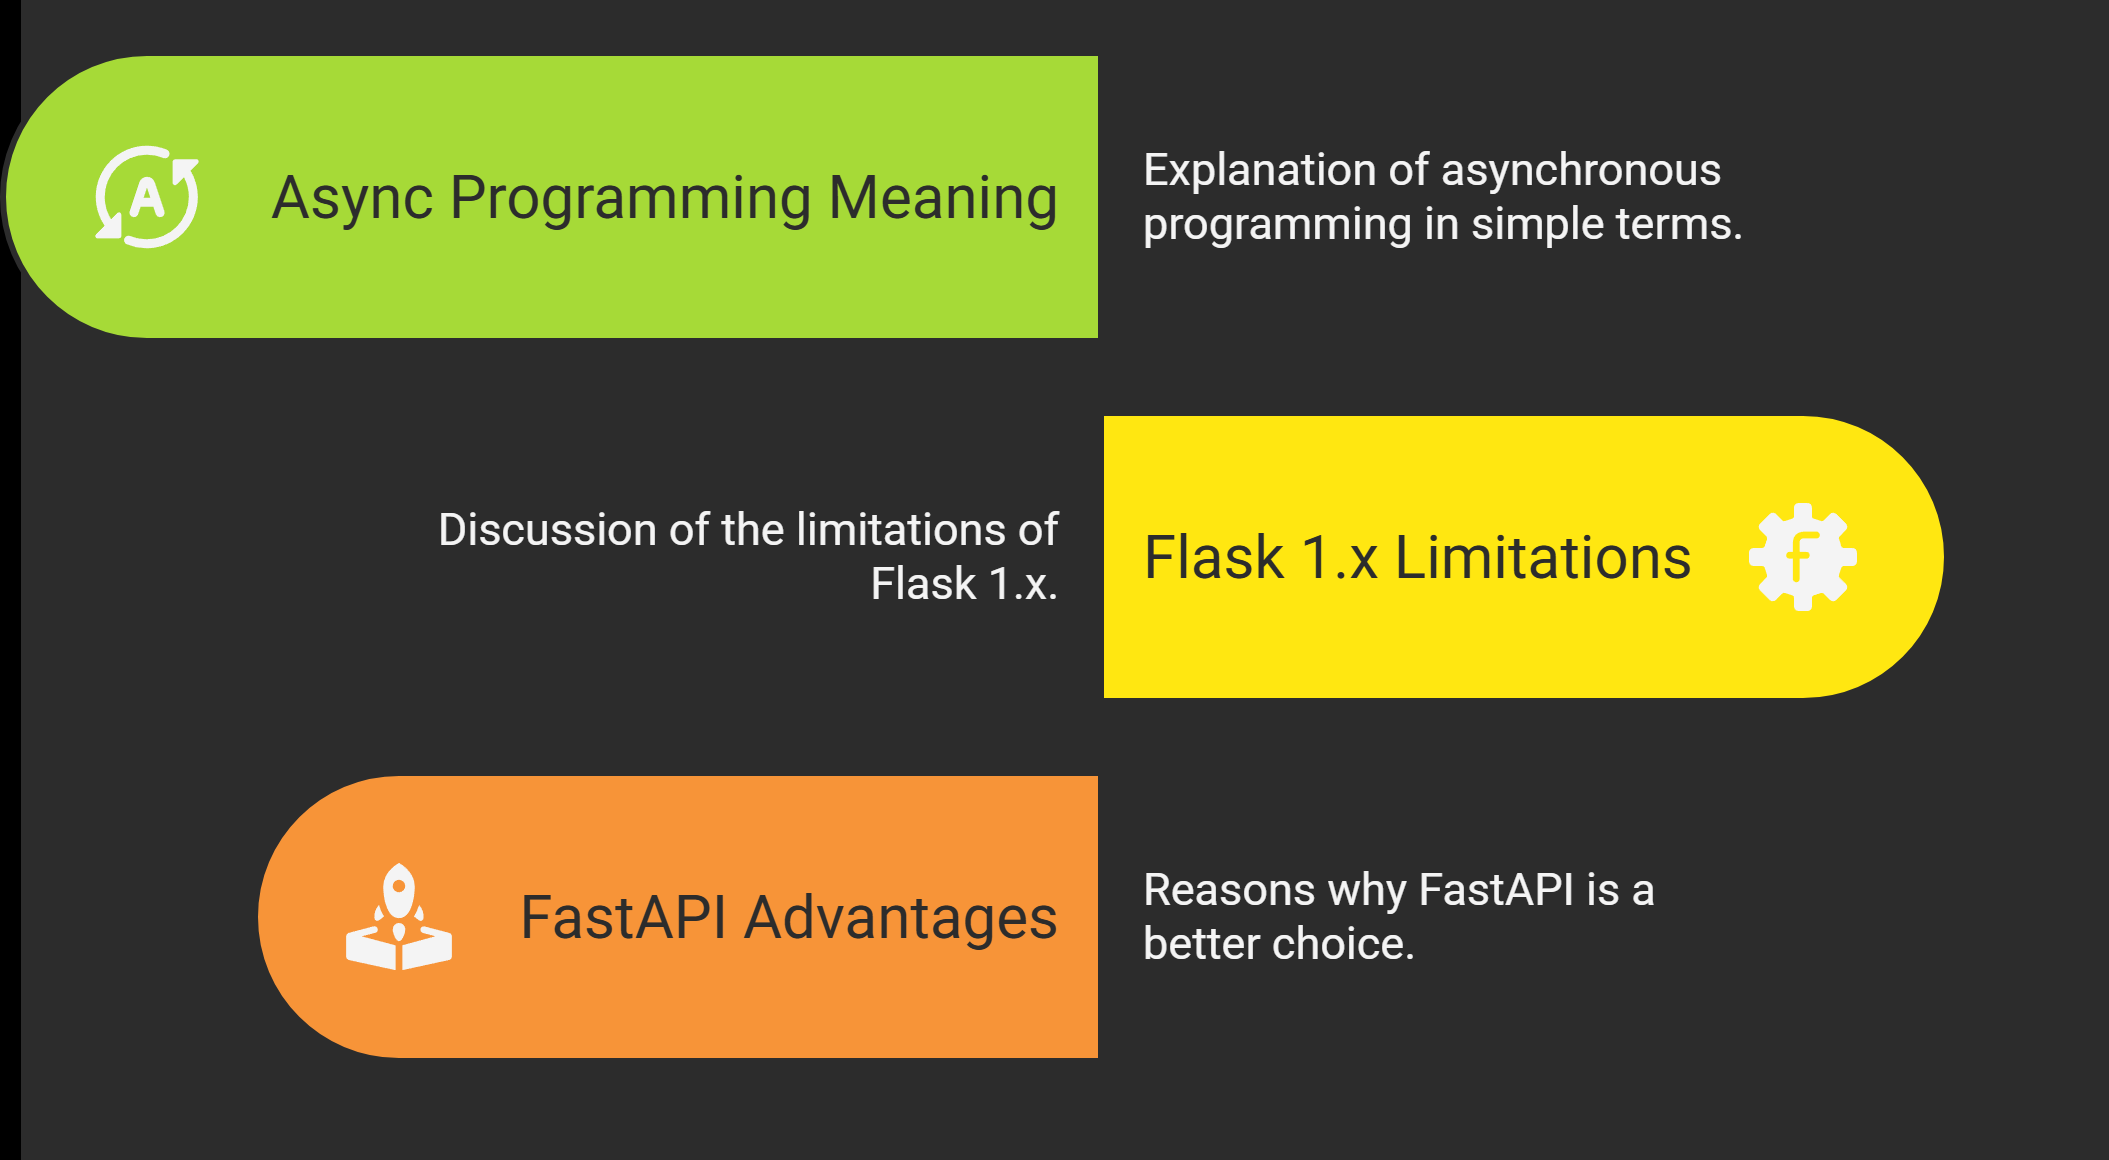 Async Programming Meaning
Explanation of asynchronous
programming in simple terms.
Discussion of the limitations of
Flask 1.x.
Flask 1.x Limitations
FastAPI Advantages
Reasons why FastAPI is a
better choice.